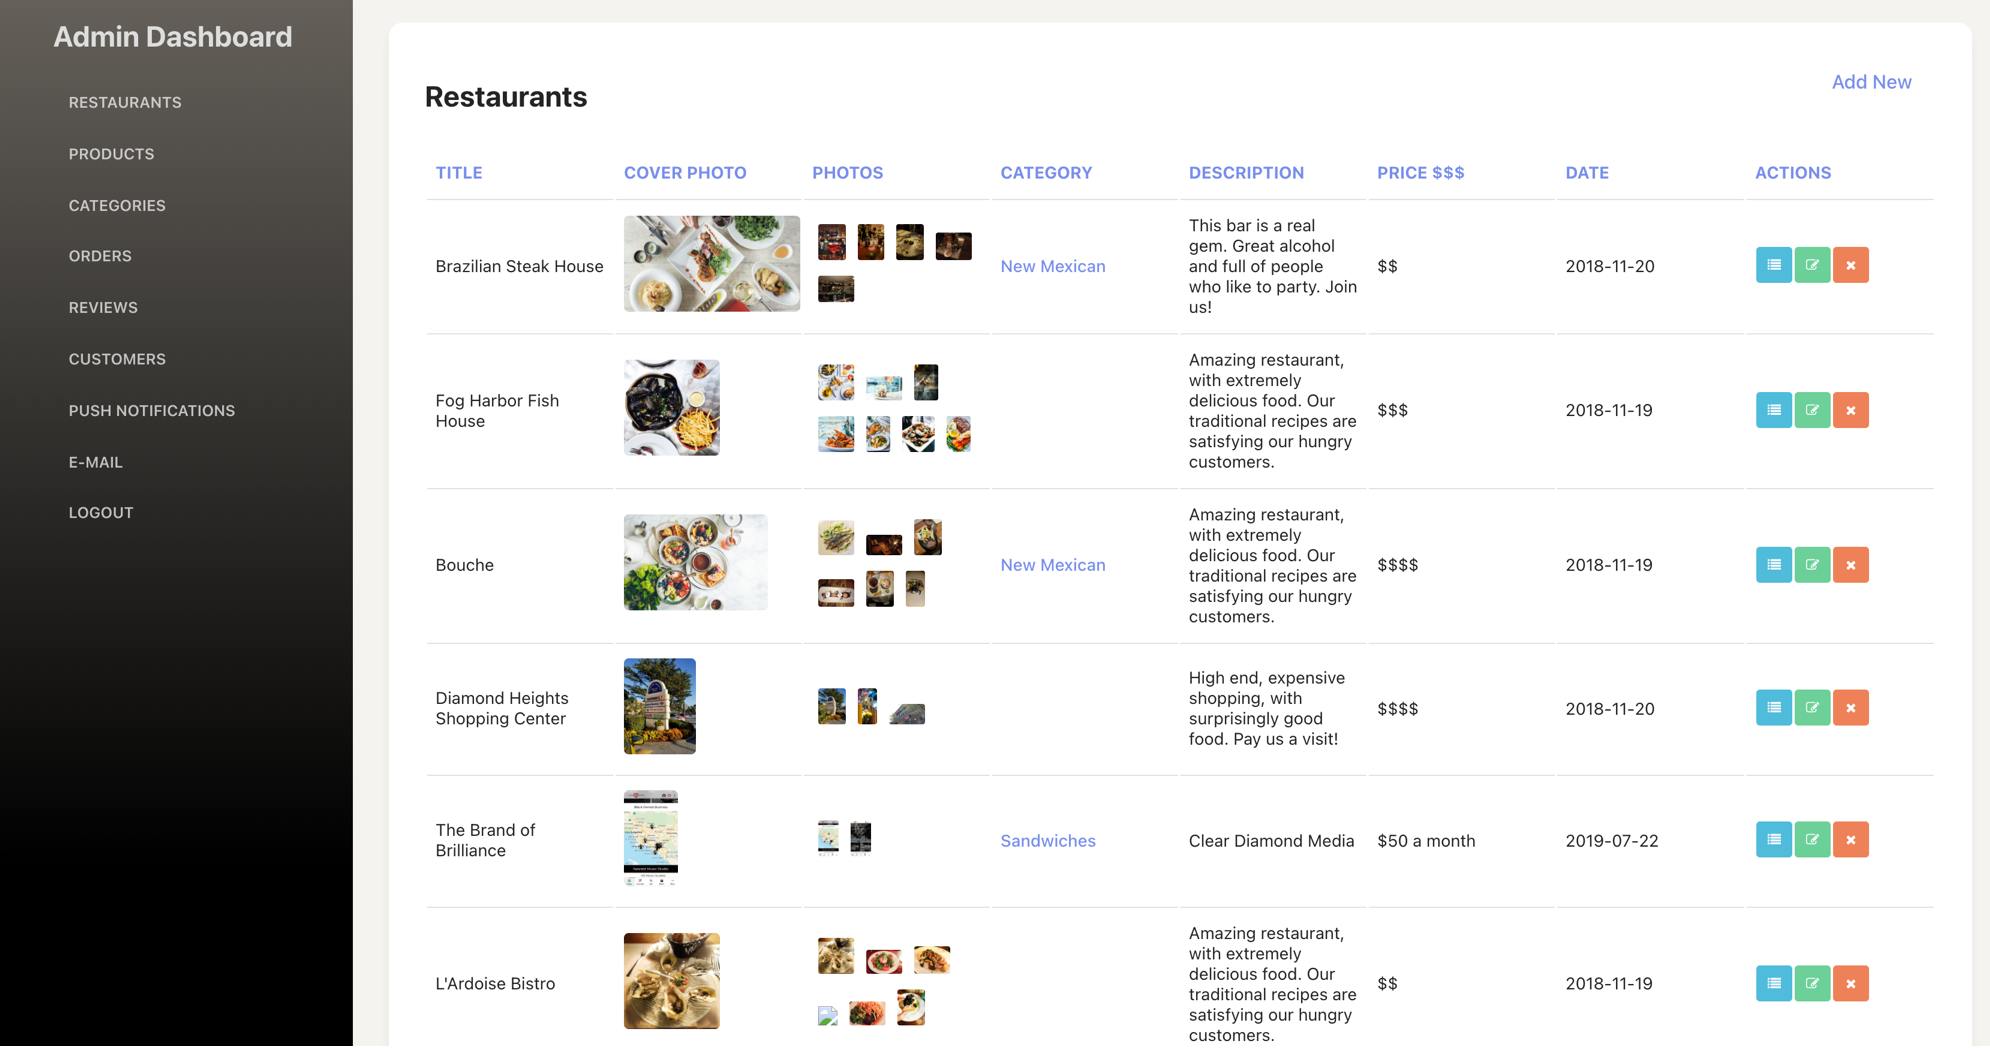 Admin Dashboard
RESTAURANTS
PRODUCTS
CATEGORIES
ORDERS
REVIEWS
CUSTOMERS
PUSH NOTIFICATIONS
E-MAIL
LOGOUT
Add New
Restaurants
TITLE COVER PHOTO PHOTOS CATEGORY DESCRIPTION PRICE $$$ DATE ACTIONS
Brazilian Steak House
New Mexican
This bar is a real
gem. Great alcohol
and full of people
who like to party. Join
us!
$$
2018-11-20
Fog Harbor Fish
House
Amazing restaurant,
with extremely
delicious food. Our
traditional recipes are
satisfying our hungry
customers.
$$$
2018-11-19
Bouche
New Mexican
Amazing restaurant,
with extremely
delicious food. Our
traditional recipes are
satisfying our hungry
customers.
$$$$
2018-11-19
Diamond Heights
Shopping Center
High end, expensive
shopping, with
surprisingly good
food. Pay us a visit!
$$$$
2018-11-20
The Brand of
Brilliance
Sandwiches
Clear Diamond Media
$50 a month
2019-07-22
L'Ardoise Bistro
Amazing restaurant,
with extremely
delicious food. Our
traditional recipes are
satisfying our hungry
customers.
$$
2018-11-19